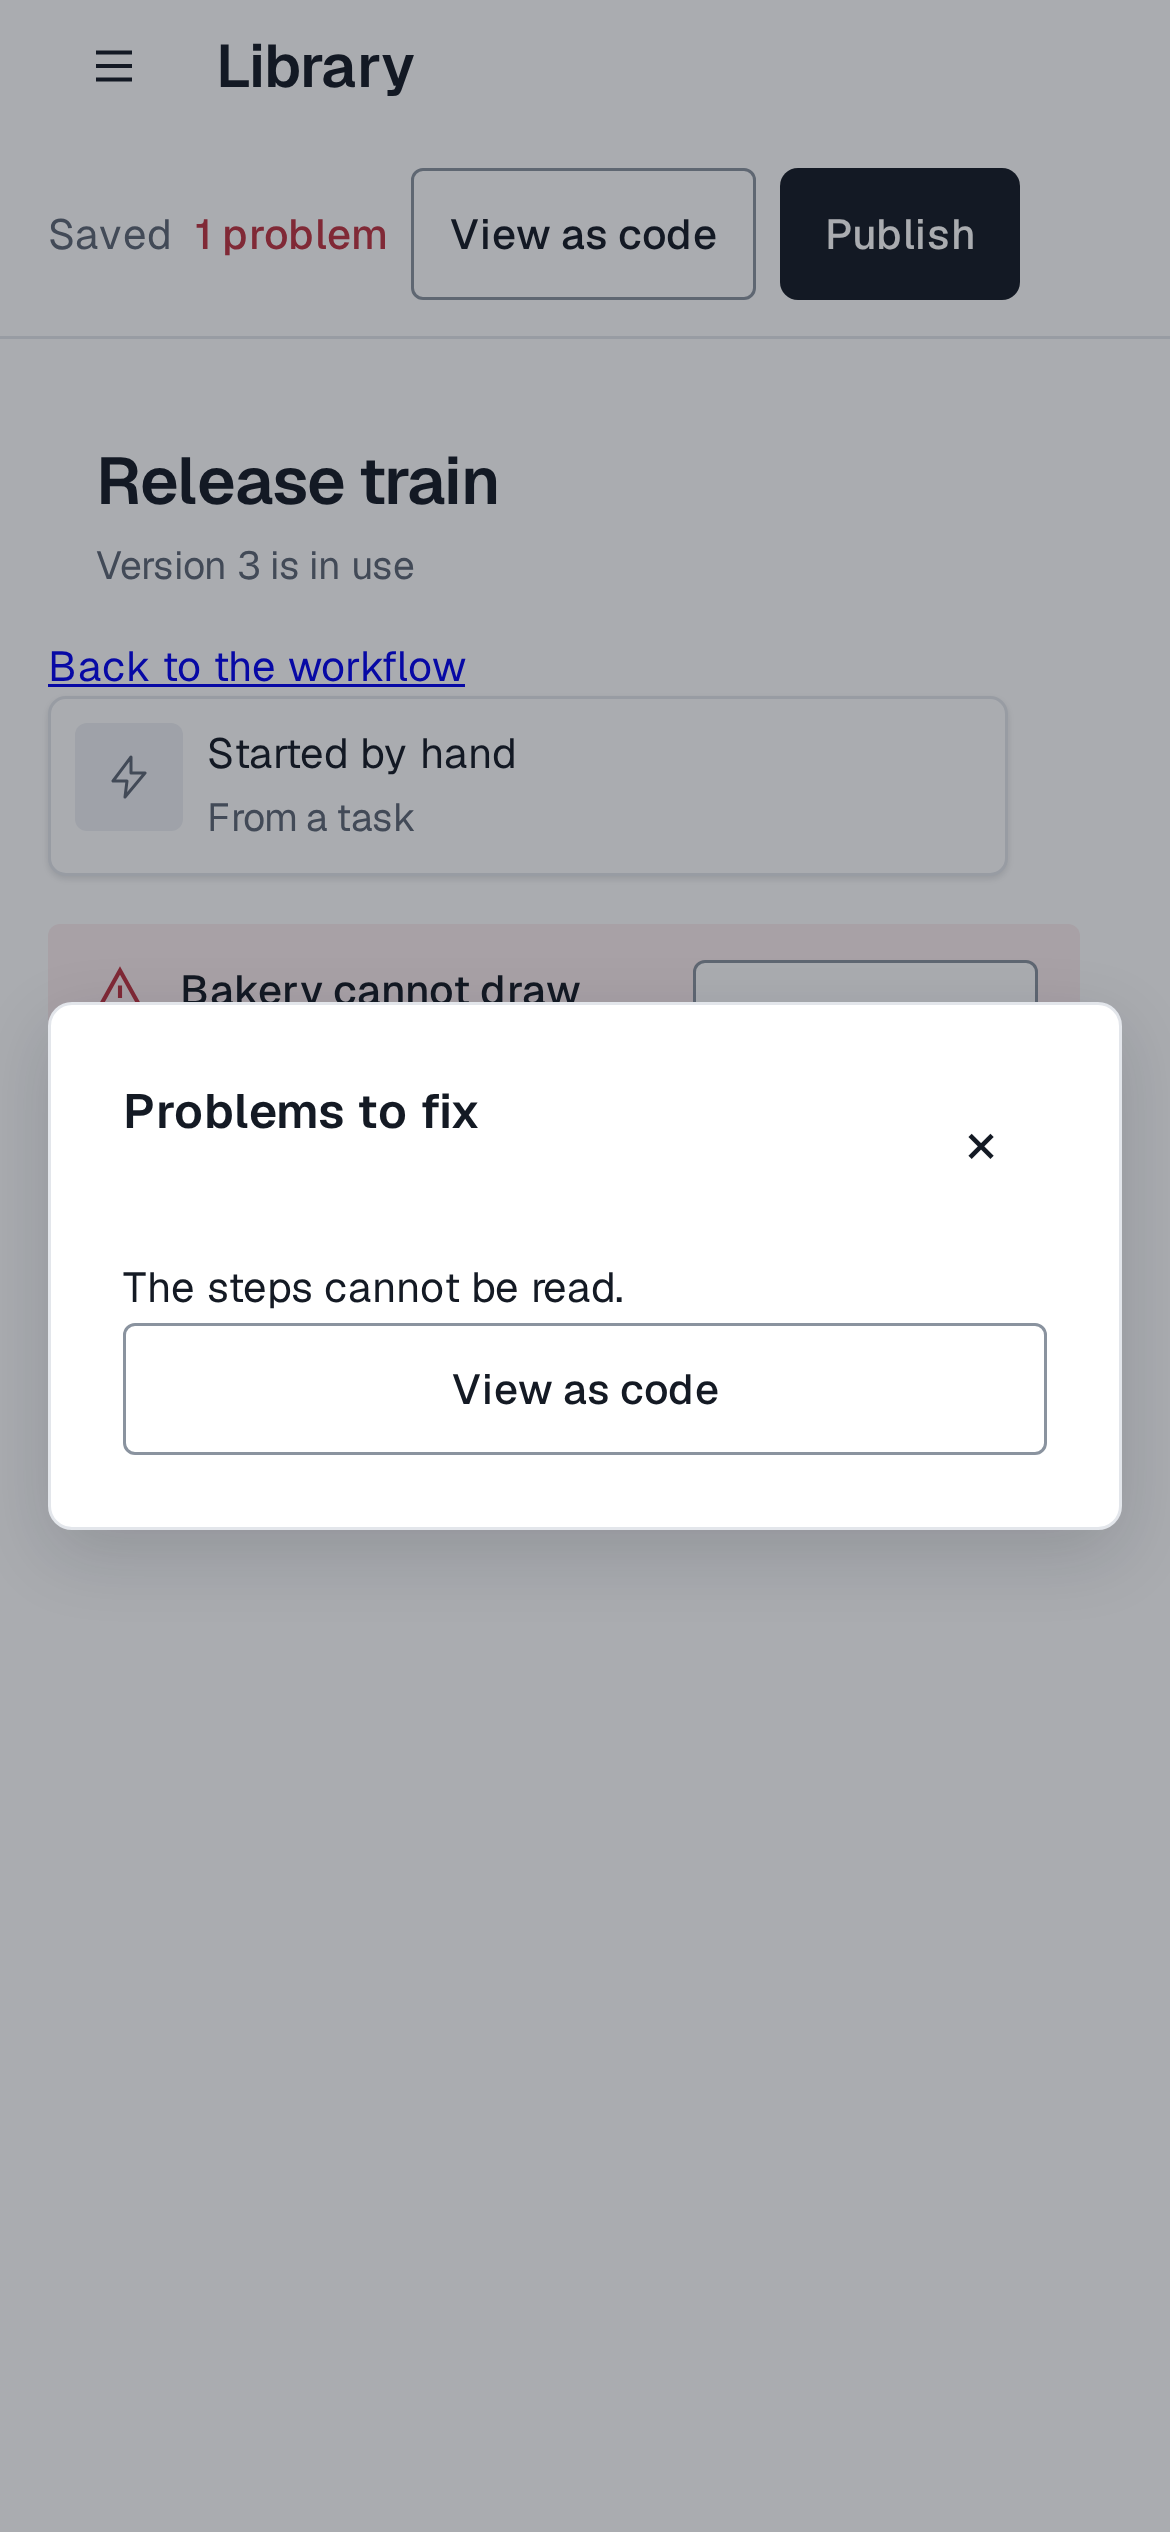 Library
Saved 1 problem View as code Publish
Release train
Version 3 is in use
Back to the workflow
Started by hand
From a task
Bakery cannot draw
Problems to fix
The steps cannot be read.
View as code